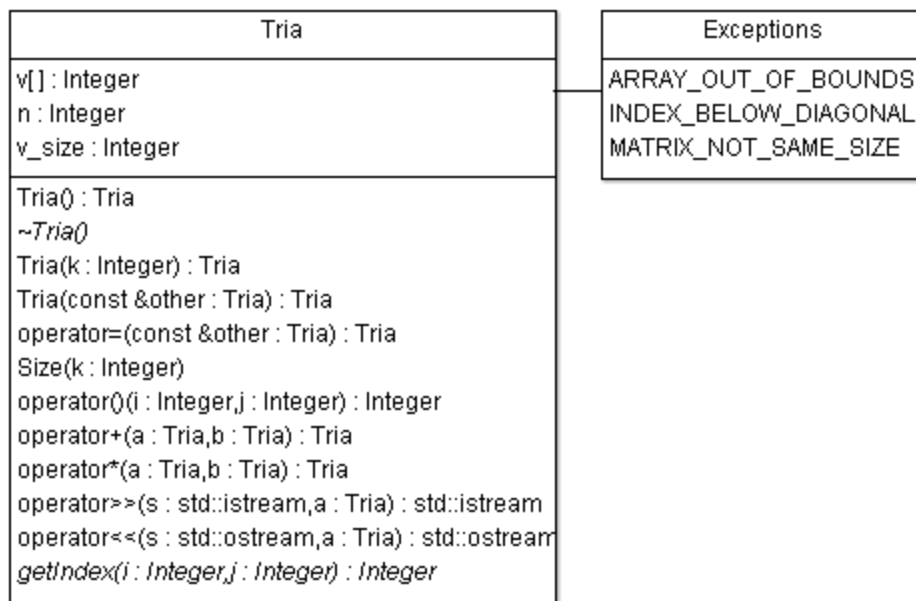 Tria
v[] : Integer
n : Integer
v_size : Integer
Tria() : Tria
~Tria()
Tria(k : Integer) : Tria
Tria(const &other : Tria) : Tria
operator=(const &other : Tria) : Tria
Size(k : Integer)
operator()(i : Integer,j : Integer) : Integer
operator+(a : Tria,b : Tria) : Tria
operator*(a : Tria,b : Tria) : Tria
operator>>(s : std::istream,a : Tria) : std::istream
operator<<(s : std::ostream,a : Tria) : std::ostream
getIndex(i : Integer,j : Integer) : Integer
Exceptions
ARRAY_OUT_OF_BOUNDS
INDEX_BELOW_DIAGONAL
MATRIX_NOT_SAME_SIZE